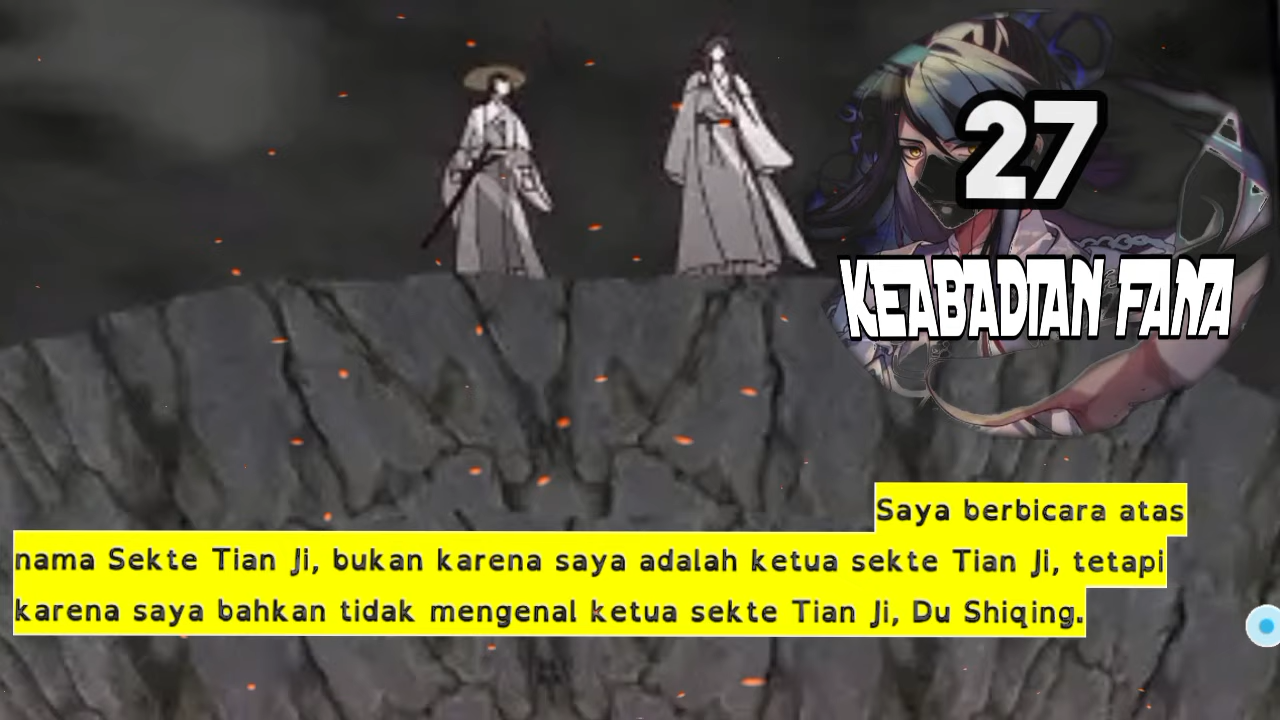 27
KEABADIAN FANA
Saya berbicara atas
nama Sekte Tian Ji, bukan karena saya adalah ketua sekte Tian Ji, tetapi
karena saya bahkan tidak mengenal ketua sekte Tian Ji, Du Shiqing.